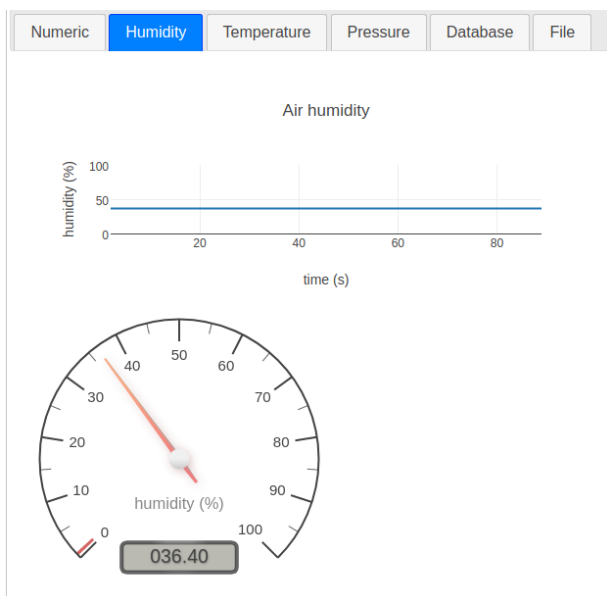 Numeric Humidity Temperature Pressure Database File
Air humidity
humidity (%)
100
50
0
20 40 60 80
time (s)
0
10
20
30
40
50
60
70
80
90
100
humidity (%)
036.40